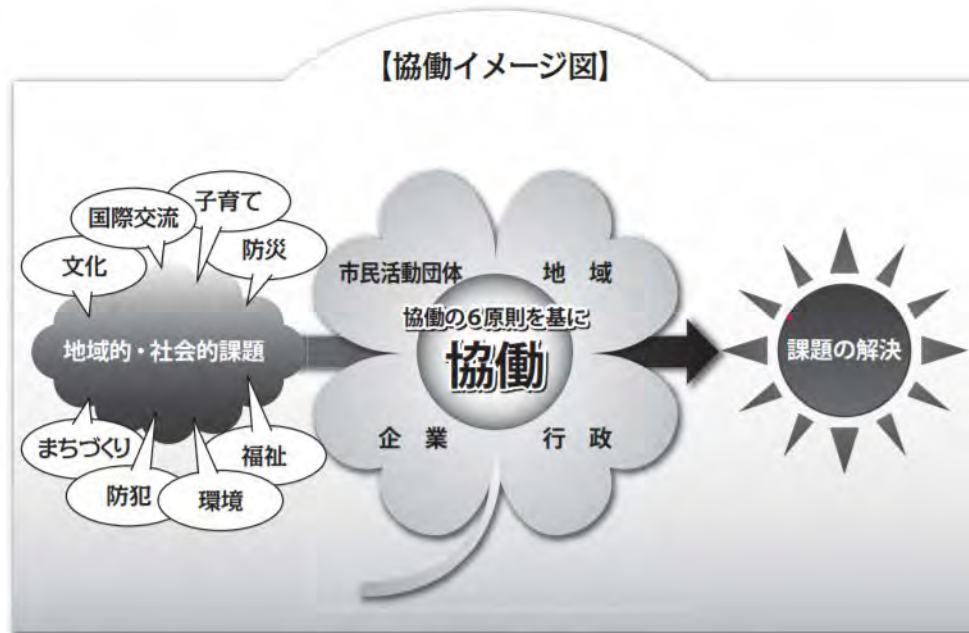 【協働イメージ図】
子育て
国際交流
防災
文化
地域的・社会的課題
まちづくり
福祉
防犯
環境
市民活動団体
地　域
協働の6原則を基に
協働
企　業
行　政
課題の解決